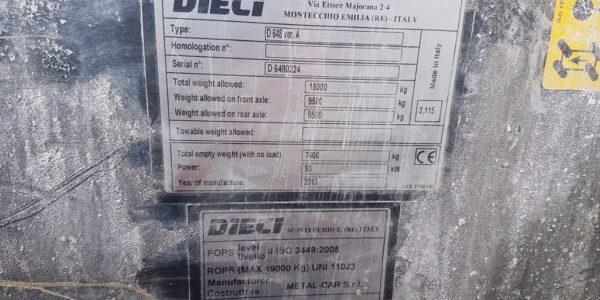 DIECI
Via Ettore Majorana 2-4
MONTECCHIO EMILIA (RE) - ITALY
Type: D 648 ver. A
Homologation n°:
Serial n°: D 6480224
Total weight allowed: 18000 kg
Weight allowed on front axle: 9500 kg
Weight allowed on rear axle: 9500 kg
Towable weight allowed: kg
Total empty weight (with no load): 7400 kg
Power: 93 kW
Year of manufacture: 2013
Made in Italy
3,115
CE
DIECI MONTECCHIO E. (RE) ITALY
FOPS level livello II ISO 3449:2005
ROPS (MAX 19000 Kg) UNI 11023
Manufacturer
Costruttore METAL-CAR S.r.l.